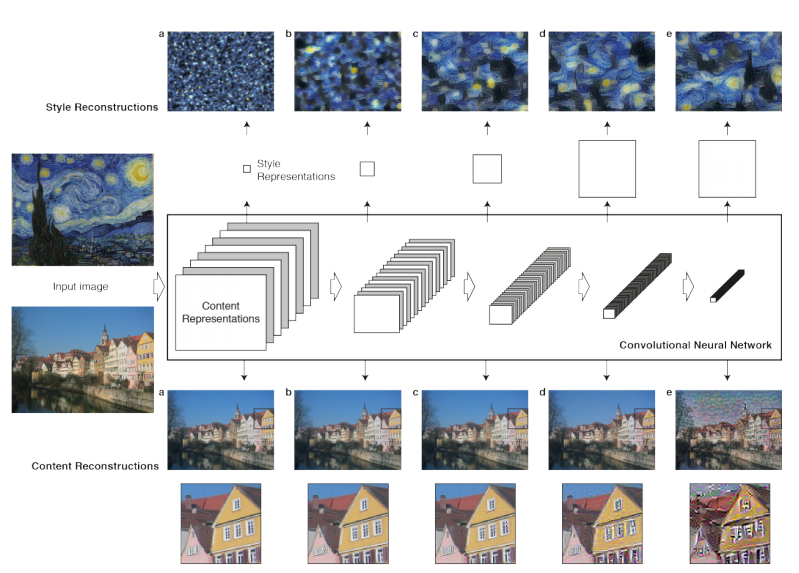 a
b
c
d
e
Style Reconstructions
Style
Representations
Input image
Content
Representations
Convolutional Neural Network
a
b
c
d
e
Content Reconstructions